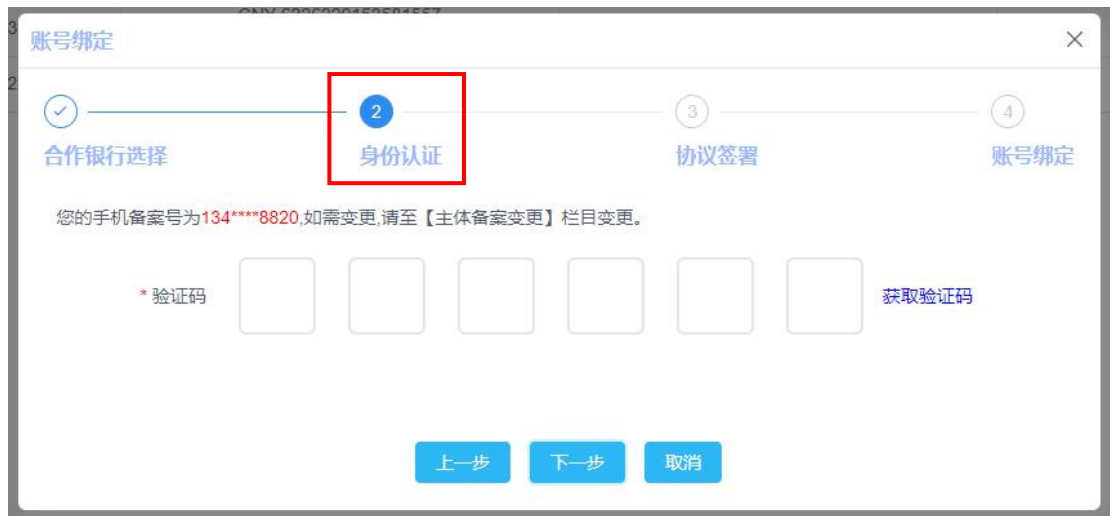 账号绑定
2
3
4
合作银行选择
身份认证
协议签署
账号绑定
您的手机备案号为134****8820,如需变更,请至【主体备案变更】栏目变更。
* 验证码
获取验证码
上一步
下一步
取消